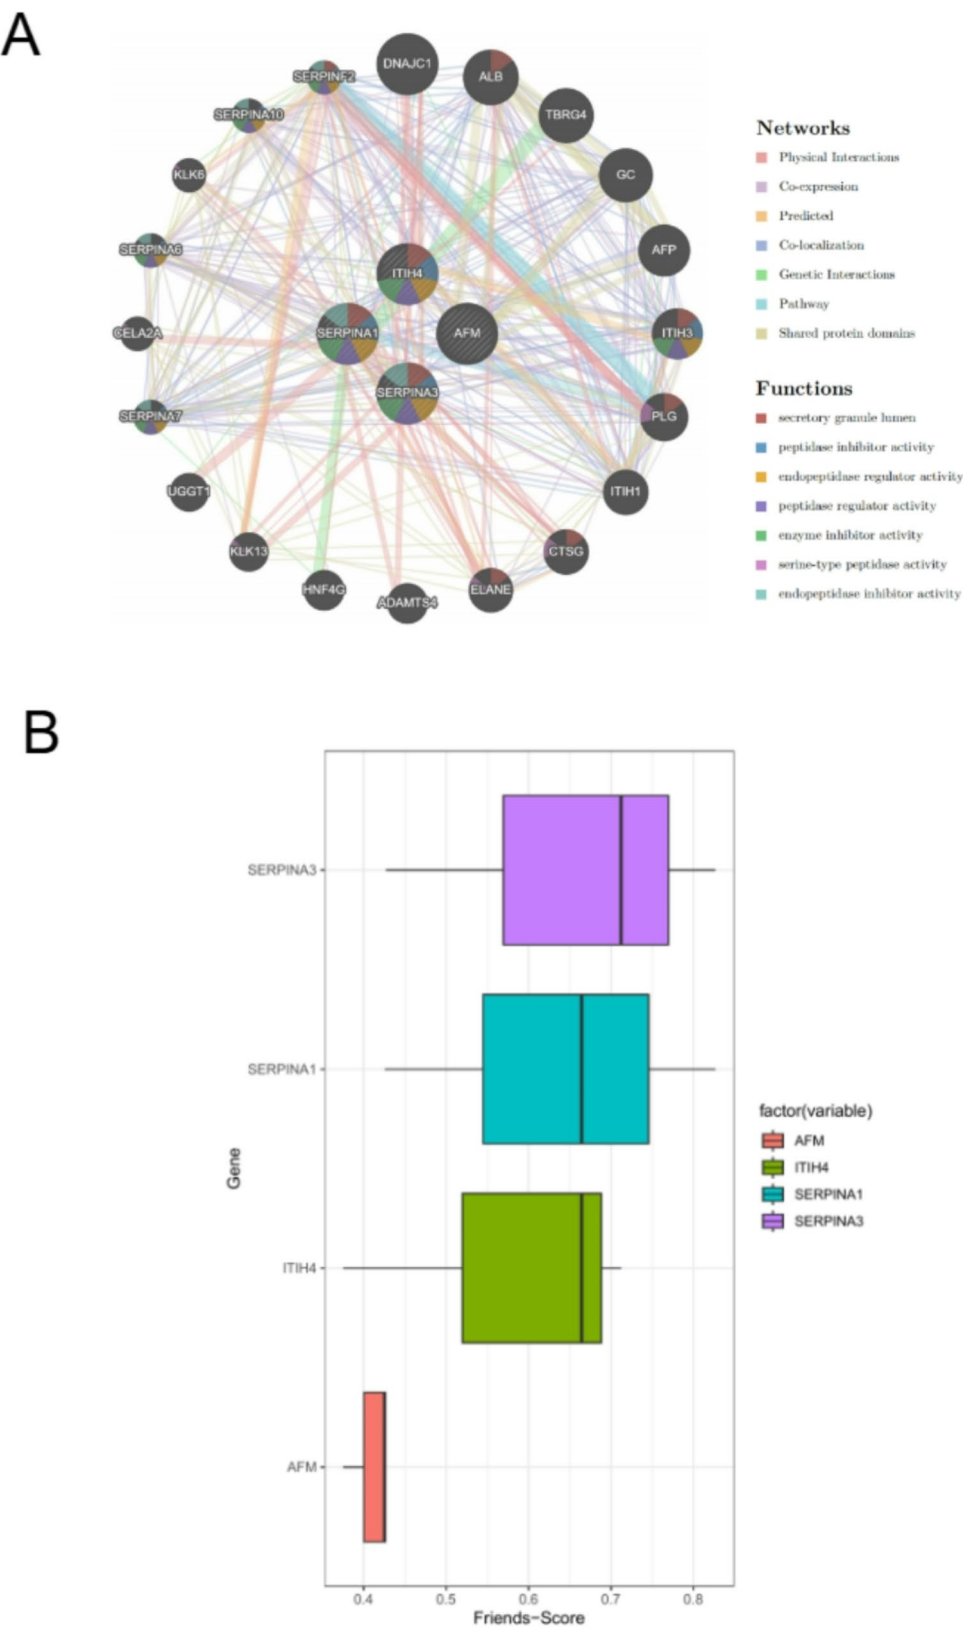 A
DNAJC1
ALB
TBRG4
GC
AFP
ITIH3
PLG
ITIH1
CTSG
ELANE
ADAMTS4
HNF4G
KLK13
UGGT1
SERPINA7
CELA2A
SERPINA6
KLK6
SERPINA10
SERPINF2
ITIH4
SERPINA1
AFM
SERPINA3
Networks
Physical Interactions
Co-expression
Predicted
Co-localization
Genetic Interactions
Pathway
Shared protein domains
Functions
secretory granule lumen
peptidase inhibitor activity
endopeptidase regulator activity
peptidase regulator activity
enzyme inhibitor activity
serine-type peptidase activity
endopeptidase inhibitor activity
B
SERPINA3
SERPINA1
ITIH4
AFM
Gene
0.4 0.5 0.6 0.7 0.8
Friends-Score
factor(variable)
AFM
ITIH4
SERPINA1
SERPINA3